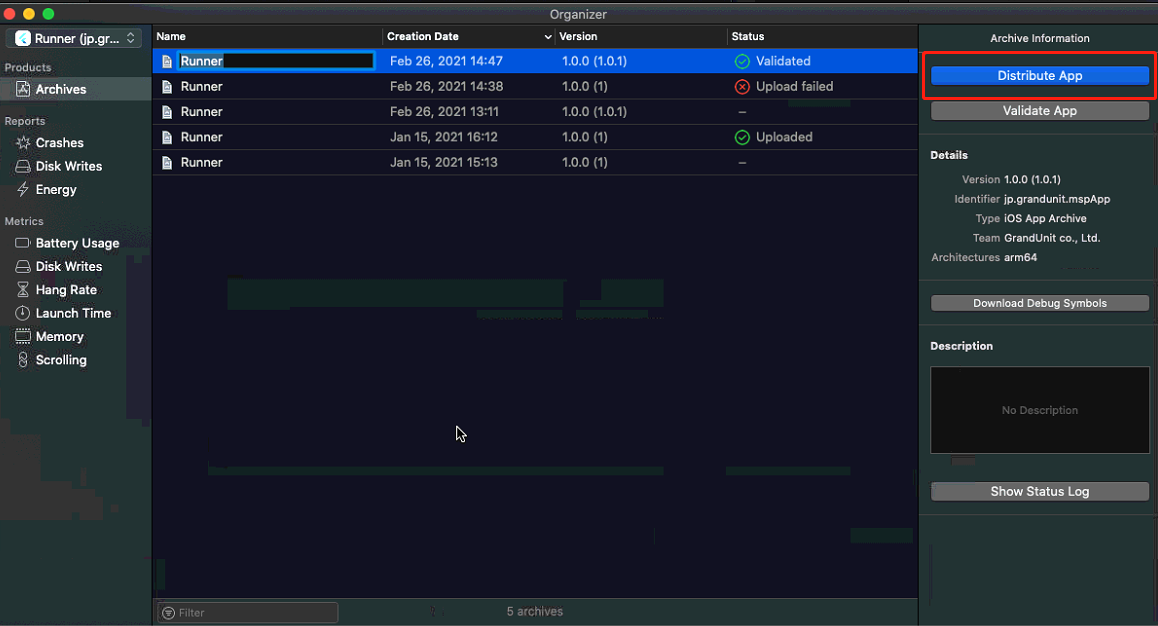 Organizer
Runner (jp.gr...
Products
Archives
Reports
Crashes
Disk Writes
Energy
Metrics
Battery Usage
Disk Writes
Hang Rate
Launch Time
Memory
Scrolling
Name Creation Date Version Status
Runner Feb 26, 2021 14:47 1.0.0 (1.0.1) Validated
Runner Feb 26, 2021 14:38 1.0.0 (1) Upload failed
Runner Feb 26, 2021 13:11 1.0.0 (1.0.1) –
Runner Jan 15, 2021 16:12 1.0.0 (1) Uploaded
Runner Jan 15, 2021 15:13 1.0.0 (1) –
Filter
5 archives
Archive Information
Distribute App
Validate App
Details
Version 1.0.0 (1.0.1)
Identifier jp.grandunit.mspApp
Type iOS App Archive
Team GrandUnit co., Ltd.
Architectures arm64
Download Debug Symbols
Description
No Description
Show Status Log